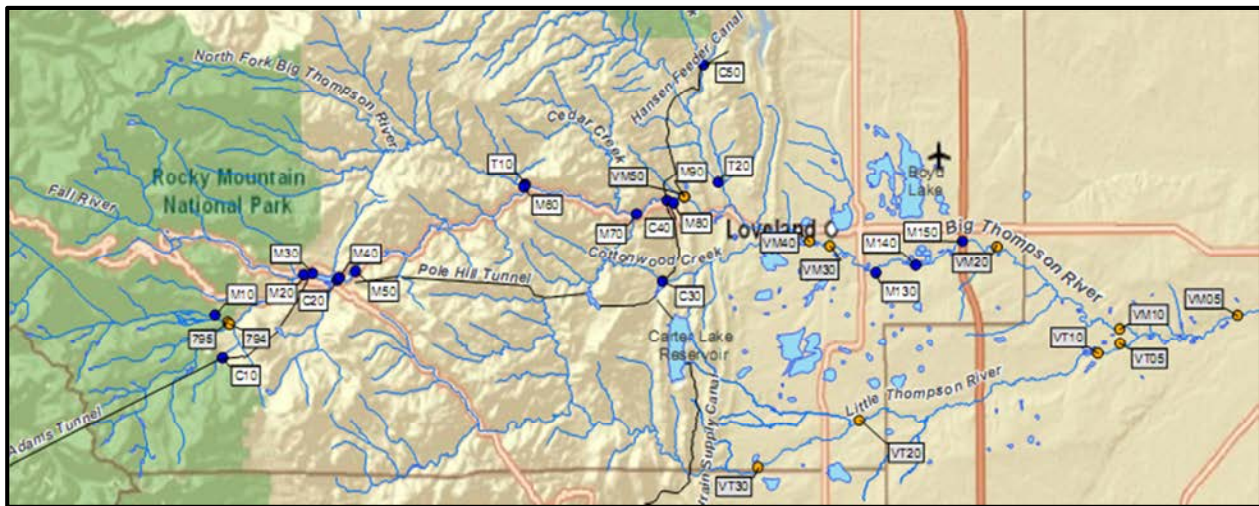 North Fork Big Thompson River
Hansen Feeder Canal
C50
Cedar Creek
T10
VM50
M90
T20
Boyd
Lake
Rocky Mountain
National Park
Fall River
M60
M70
C40
M80
Loveland
Big Thompson River
M30
M40
Cottonwood Creek
VM40
M140
M150
VM20
Pole Hill Tunnel
M20
C20
M50
VM30
M130
M10
C30
VM05
795
794
Carter Lake
Reservoir
VT10
VM10
VT05
C10
Adams Tunnel
Little Thompson River
rain Supply Canal
VT20
VT30